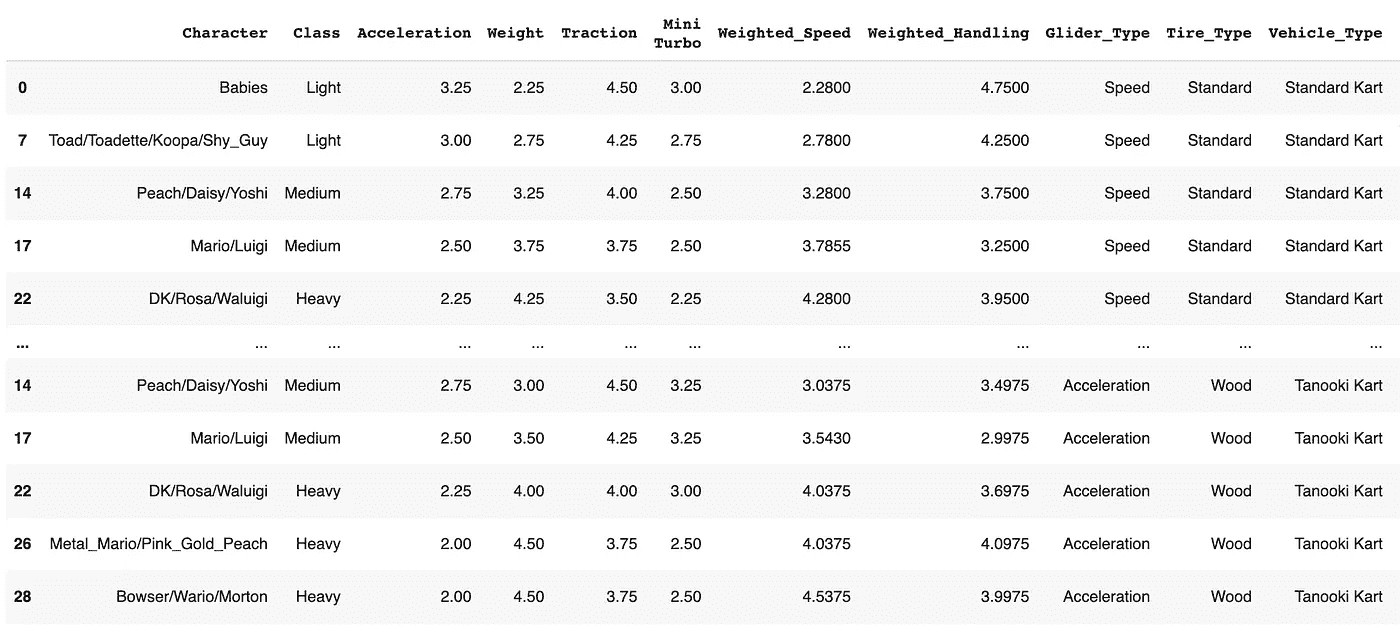 Character Class Acceleration Weight Traction Mini Turbo Weighted_Speed Weighted_Handling Glider_Type Tire_Type Vehicle_Type
0 Babies Light 3.25 2.25 4.50 3.00 2.2800 4.7500 Speed Standard Standard Kart
7 Toad/Toadette/Koopa/Shy_Guy Light 3.00 2.75 4.25 2.75 2.7800 4.2500 Speed Standard Standard Kart
14 Peach/Daisy/Yoshi Medium 2.75 3.25 4.00 2.50 3.2800 3.7500 Speed Standard Standard Kart
17 Mario/Luigi Medium 2.50 3.75 3.75 2.50 3.7855 3.2500 Speed Standard Standard Kart
22 DK/Rosa/Waluigi Heavy 2.25 4.25 3.50 2.25 4.2800 3.9500 Speed Standard Standard Kart
... ... ... ... ... ... ... ... ... ... ... ...
14 Peach/Daisy/Yoshi Medium 2.75 3.00 4.50 3.25 3.0375 3.4975 Acceleration Wood Tanooki Kart
17 Mario/Luigi Medium 2.50 3.50 4.25 3.25 3.5430 2.9975 Acceleration Wood Tanooki Kart
22 DK/Rosa/Waluigi Heavy 2.25 4.00 4.00 3.00 4.0375 3.6975 Acceleration Wood Tanooki Kart
26 Metal_Mario/Pink_Gold_Peach Heavy 2.00 4.50 3.75 2.50 4.0375 4.0975 Acceleration Wood Tanooki Kart
28 Bowser/Wario/Morton Heavy 2.00 4.50 3.75 2.50 4.5375 3.9975 Acceleration Wood Tanooki Kart